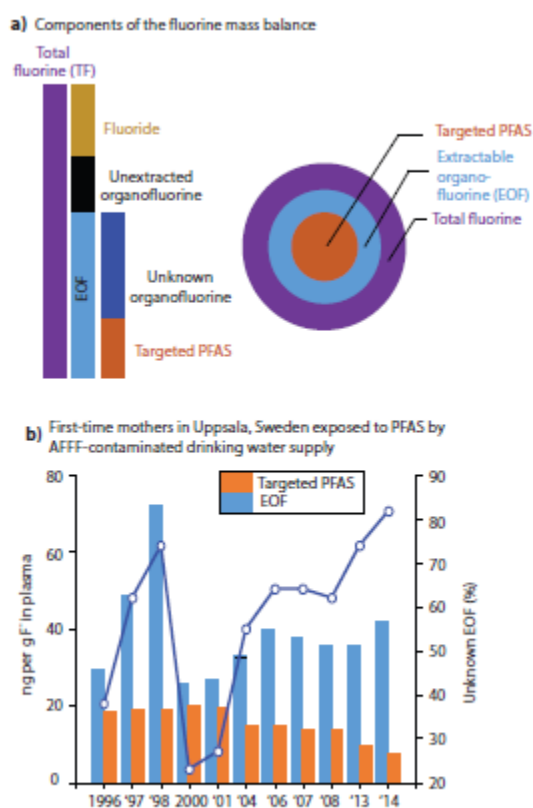 a) Components of the fluorine mass balance
Total
fluorine (TF)
Fluoride
Unextracted
organofluorine
EOF
Unknown
organofluorine
Targeted PFAS
Targeted PFAS
Extractable
organo-
fluorine (EOF)
Total fluorine
b) First-time mothers in Uppsala, Sweden exposed to PFAS by
AFFF-contaminated drinking water supply
Targeted PFAS
EOF
ng per g F⁻ in plasma
80
60
40
20
0
Unknown EOF (%)
90
80
70
60
50
40
30
20
1996 '97 '98 2000 '01 '04 '06 '07 '08 '13 '14